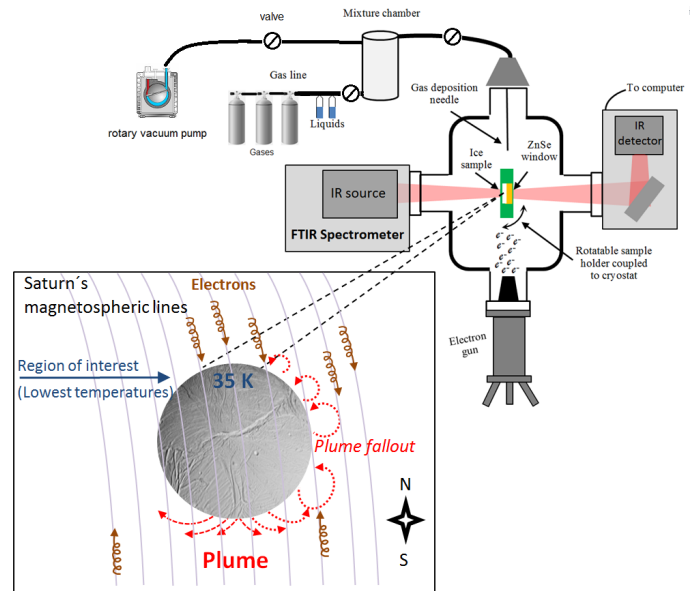 valve
Mixture chamber
Gas line
rotary vacuum pump
Liquids
Gases
Gas deposition
needle
To computer
IR
detector
Ice
sample
ZnSe
window
IR source
FTIR Spectrometer
Rotatable sample
holder coupled
to cryostat
Electron
gun
e-
e-
e-
e-
e-
e-
e-
e-
e-
Saturn´s
magnetospheric lines
Electrons
Region of interest
(Lowest temperatures)
35 K
Plume fallout
Plume
N
S